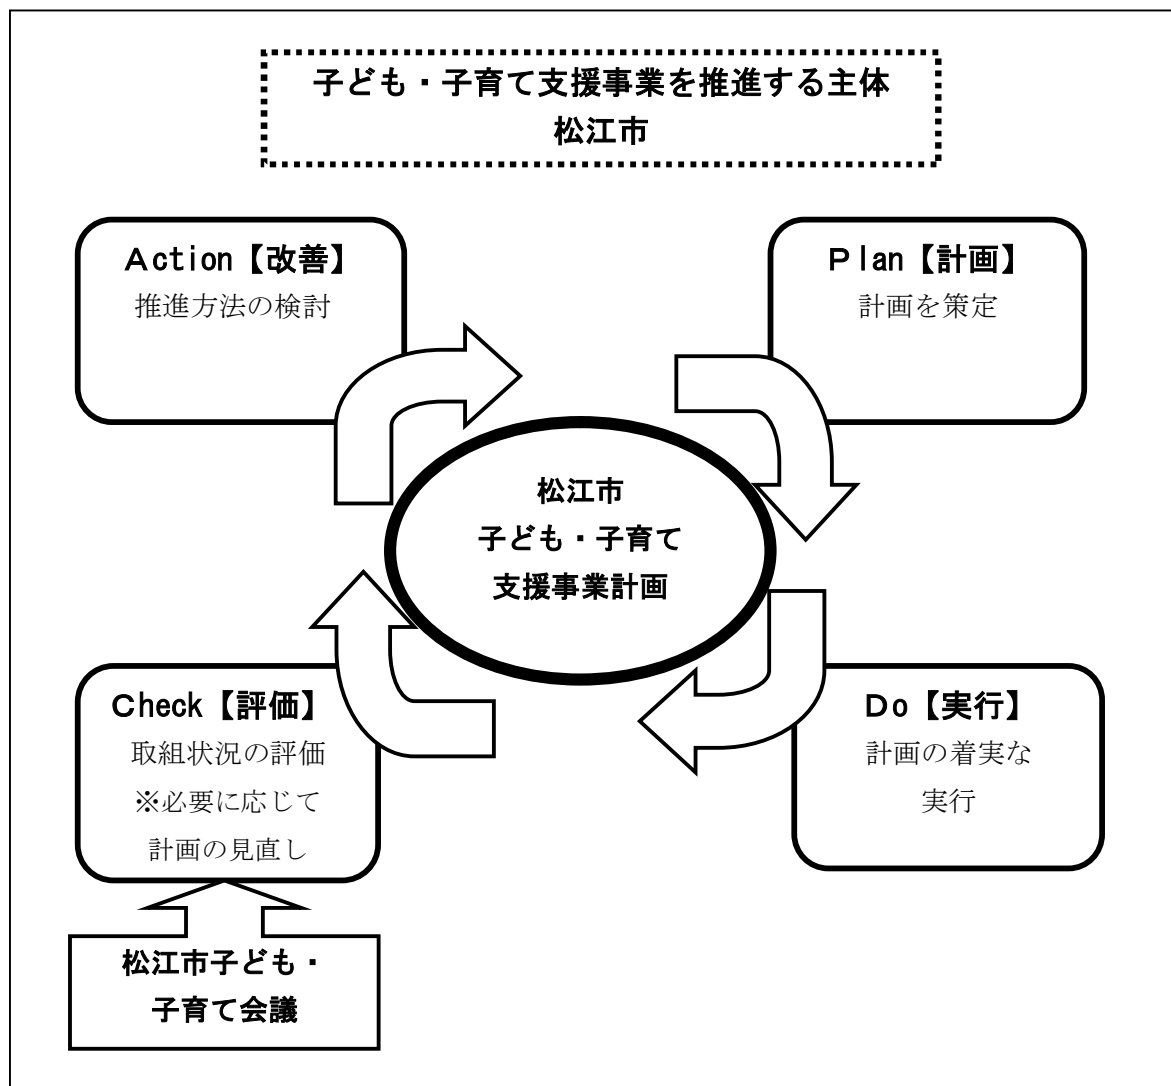 子ども・子育て支援事業を推進する主体
松江市
Action【改善】
推進方法の検討
Plan【計画】
計画を策定
松江市
子ども・子育て
支援事業計画
Check【評価】
取組状況の評価
※必要に応じて
計画の見直し
Do【実行】
計画の着実な
実行
松江市子ども・
子育て会議